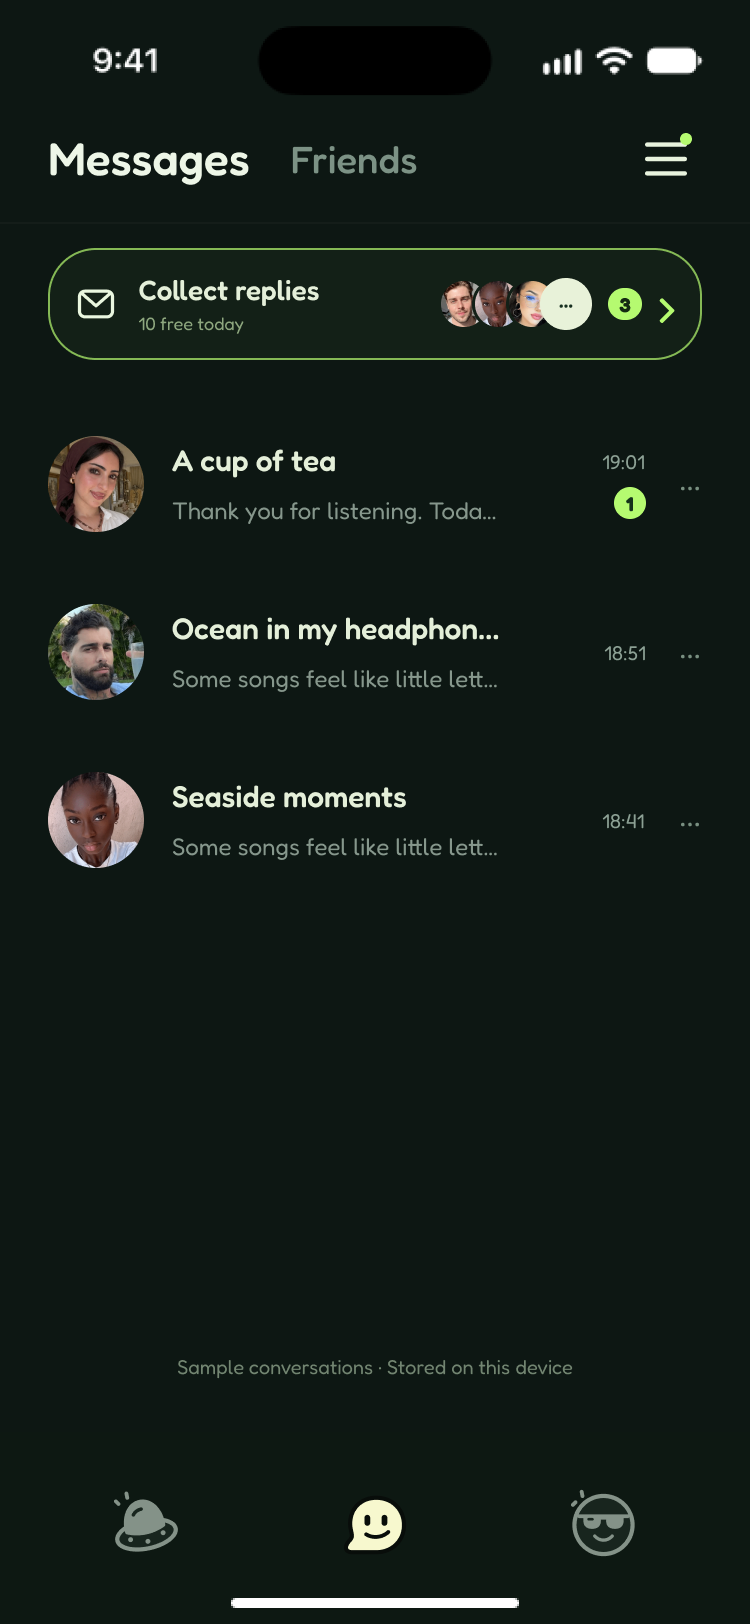 9:41
Messages Friends
Collect replies
10 free today
...
3
A cup of tea
19:01
Thank you for listening. Toda...
1
Ocean in my headphon...
18:51
Some songs feel like little lett...
Seaside moments
18:41
Some songs feel like little lett...
Sample conversations · Stored on this device